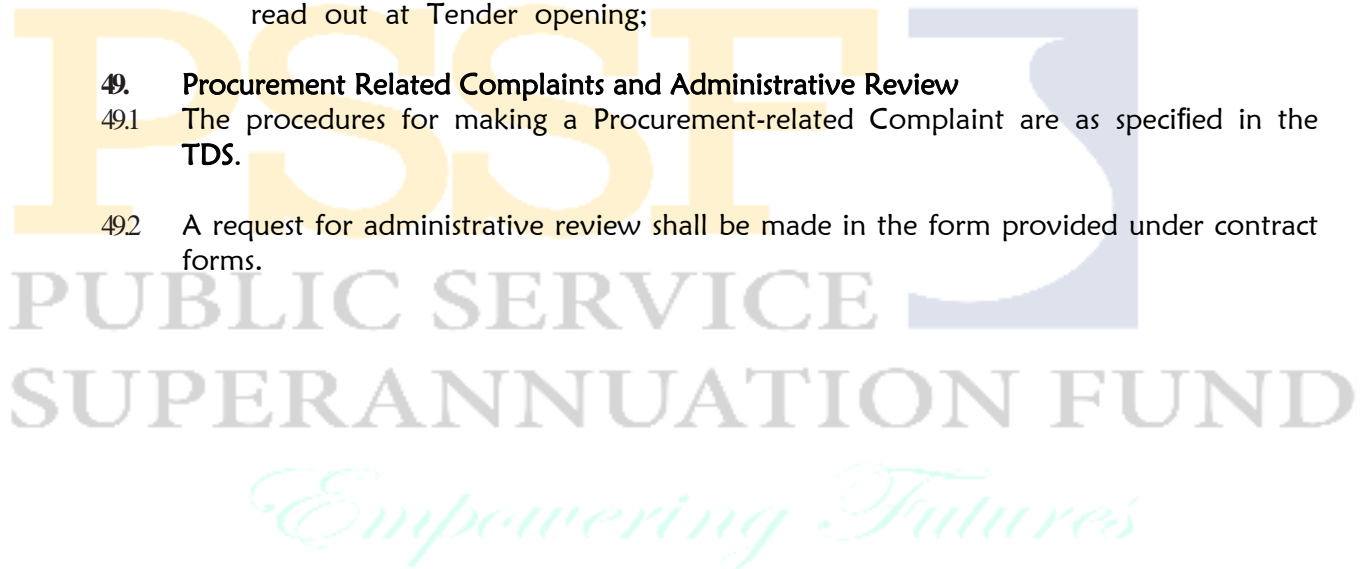 read out at Tender opening;
49. Procurement Related Complaints and Administrative Review
49.1 The procedures for making a Procurement-related Complaint are as specified in the
TDS.
49.2 A request for administrative review shall be made in the form provided under contract
forms.
PSSF
PUBLIC SERVICE
SUPERANNUATION FUND
Empowering Futures